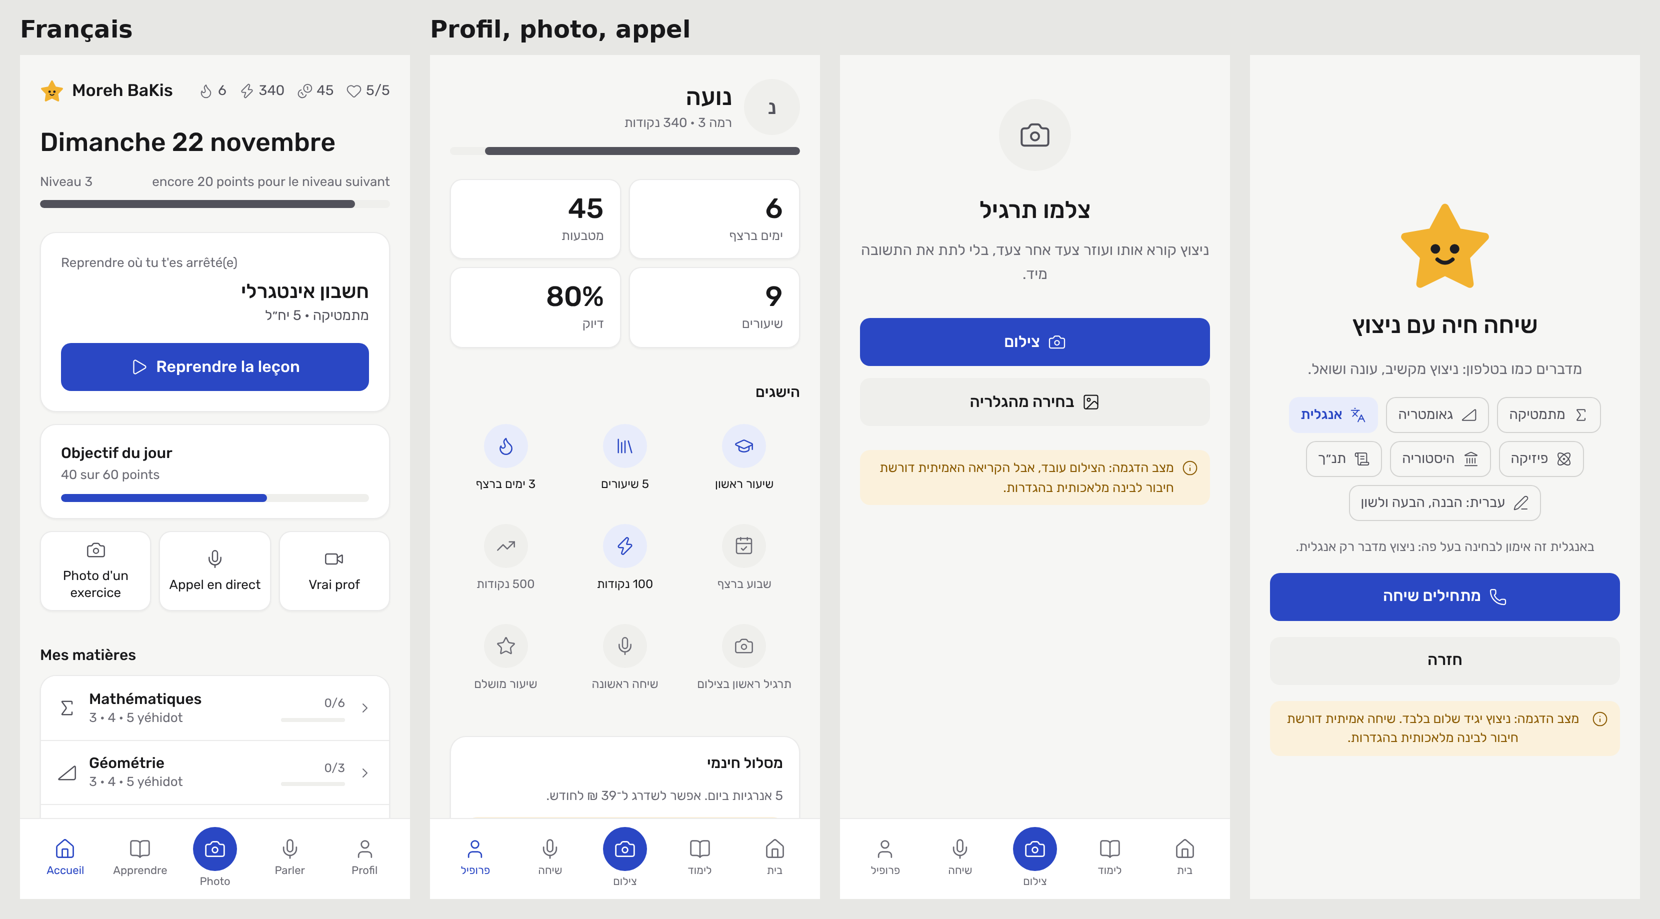 Français
Profil, photo, appel
Moreh BaKis
6
340
45
5/5
Dimanche 22 novembre
Niveau 3
encore 20 points pour le niveau suivant
Reprendre où tu t'es arrêté(e)
חשבון אינטגרלי
מתמטיקה • 5 יח״ל
Reprendre la leçon
Objectif du jour
40 sur 60 points
Photo d'un exercice
Appel en direct
Vrai prof
Mes matières
Mathématiques
3 • 4 • 5 yéhidot
0/6
Géométrie
3 • 4 • 5 yéhidot
0/3
Accueil
Apprendre
Photo
Parler
Profil
נ
נועה
רמה 3 • 340 נקודות
6
ימים ברצף
45
מטבעות
9
שיעורים
80%
דיוק
הישגים
שיעור ראשון
5 שיעורים
3 ימים ברצף
שבוע ברצף
100 נקודות
500 נקודות
תרגיל ראשון בצילום
שיחה ראשונה
שיעור מושלם
מסלול חינמי
5 אנרגיות ביום. אפשר לשדרג ל־39 ₪ לחודש.
בית
לימוד
צילום
שיחה
פרופיל
צלמו תרגיל
ניצוץ קורא אותו ועוזר צעד אחר צעד, בלי לתת את התשובה
מיד.
צילום
בחירה מהגלריה
מצב הדגמה: הצילום עובד, אבל הקריאה האמיתית דורשת
חיבור לבינה מלאכותית בהגדרות.
בית
לימוד
צילום
שיחה
פרופיל
שיחה חיה עם ניצוץ
מדברים כמו בטלפון: ניצוץ מקשיב, עונה ושואל.
מתמטיקה
גאומטריה
אנגלית
פיזיקה
היסטוריה
תנ״ך
עברית: הבנה, הבעה ולשון
באנגלית זה אימון לבחינה בעל פה: ניצוץ מדבר רק אנגלית.
מתחילים שיחה
חזרה
מצב הדגמה: ניצוץ יגיד שלום בלבד. שיחה אמיתית דורשת
חיבור לבינה מלאכותית בהגדרות.